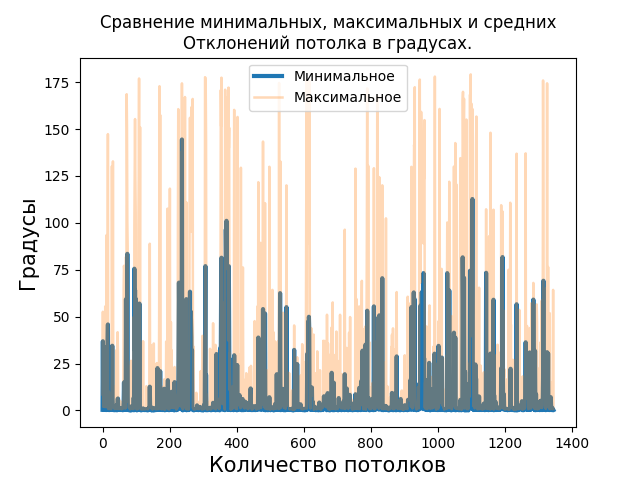 Сравнение минимальных, максимальных и средних
Отклонений потолка в градусах.
Минимальное
Максимальное
Градусы
175
150
125
100
75
50
25
0
0 200 400 600 800 1000 1200 1400
Количество потолков